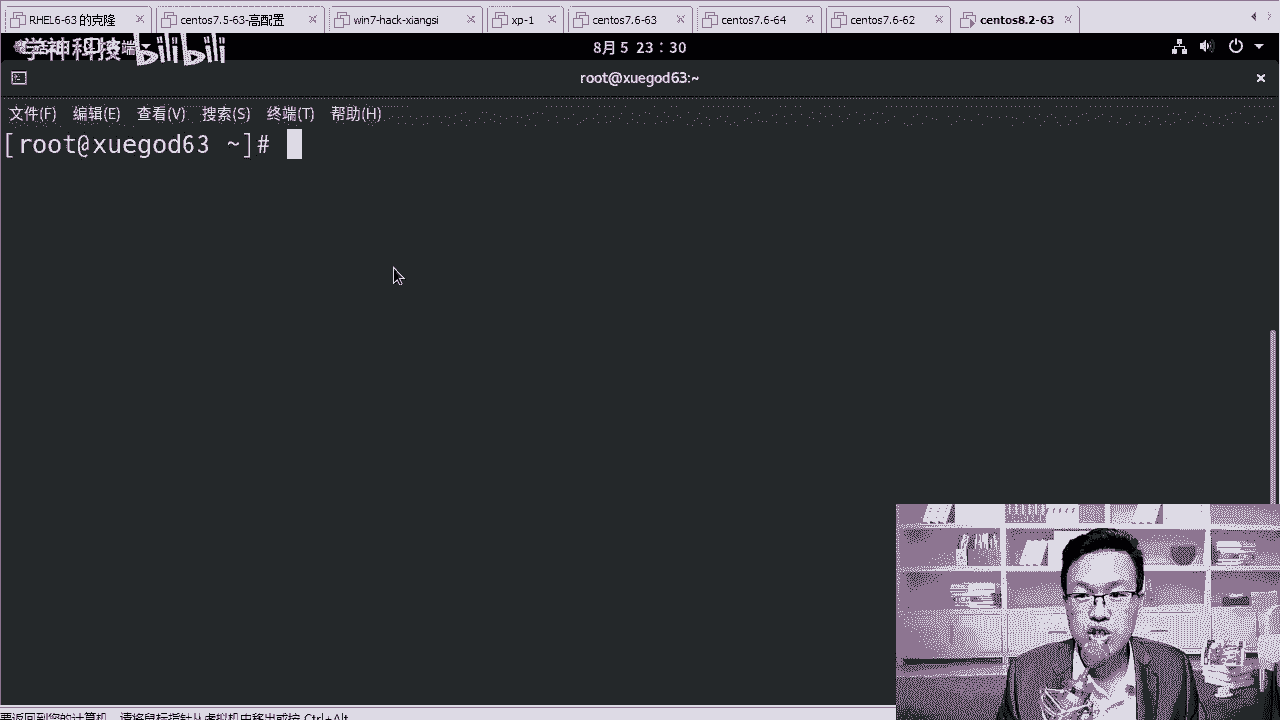 RHEL6-63 的克隆 centos7.5-63-高配置 win7-hack-xiangsi xp-1 centos7.6-63 centos7.6-64 centos7.6-62 centos8.2-63
学神科技 bilibili
8月 5 23：30
root@xuegod63:~
文件(F) 编辑(E) 查看(V) 搜索(S) 终端(T) 帮助(H)
[root@xuegod63 ~]#
要返回到您的计算机，请将鼠标指针从虚拟机中移出或按 Ctrl+Alt